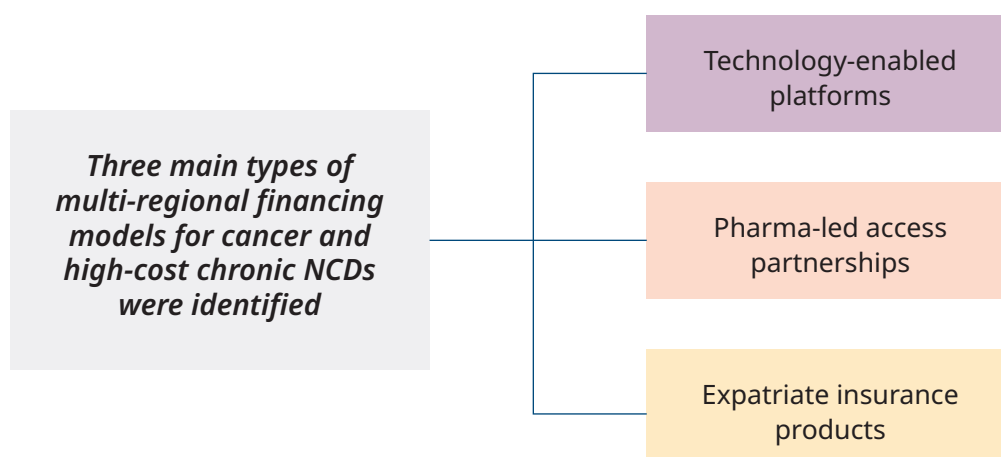 Three main types of
multi-regional financing
models for cancer and
high-cost chronic NCDs
were identified
Technology-enabled
platforms
Pharma-led access
partnerships
Expatriate insurance
products